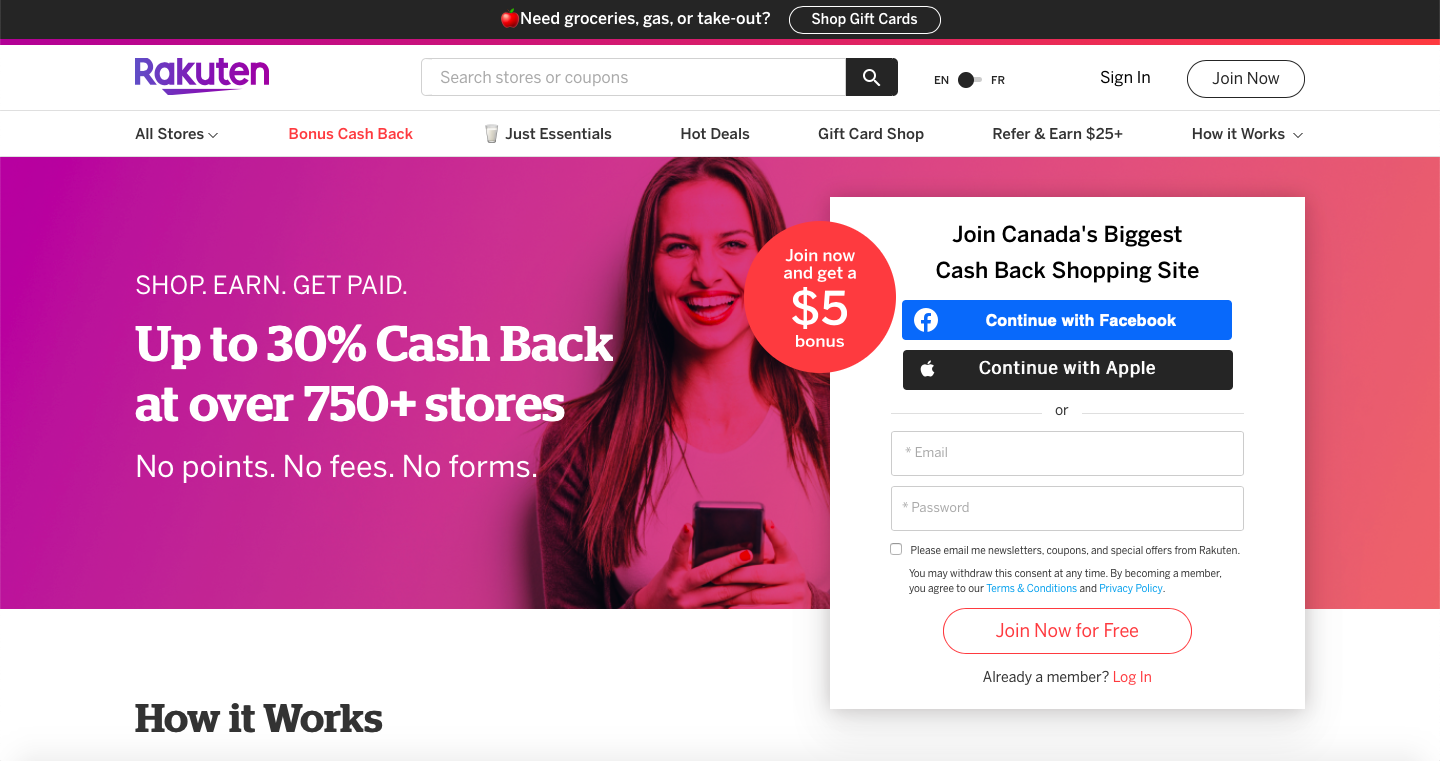 Need groceries, gas, or take-out?
Shop Gift Cards
Rakuten
Search stores or coupons
EN
FR
Sign In
Join Now
All Stores
Bonus Cash Back
Just Essentials
Hot Deals
Gift Card Shop
Refer & Earn $25+
How it Works
SHOP. EARN. GET PAID.
Up to 30% Cash Back
at over 750+ stores
No points. No fees. No forms.
Join now
and get a
$5
bonus
Join Canada's Biggest
Cash Back Shopping Site
Continue with Facebook
Continue with Apple
or
* Email
* Password
Please email me newsletters, coupons, and special offers from Rakuten.
You may withdraw this consent at any time. By becoming a member,
you agree to our Terms & Conditions and Privacy Policy.
Join Now for Free
Already a member? Log In
How it Works